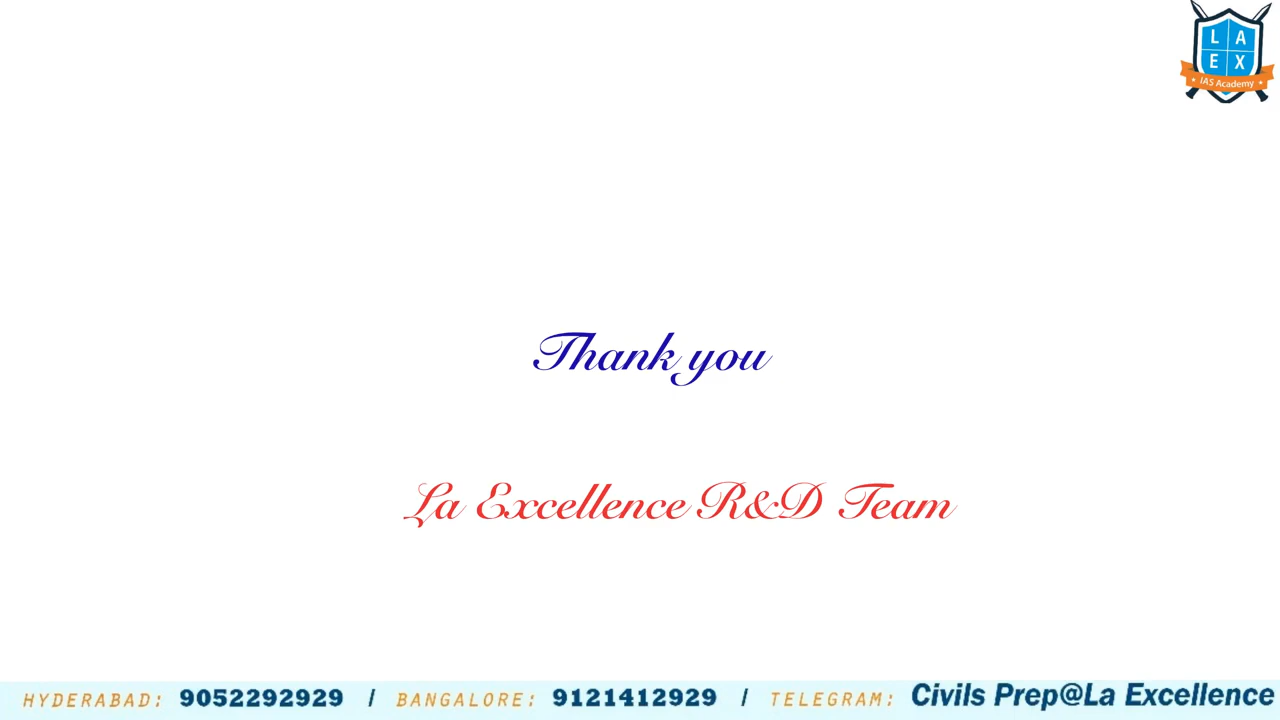 L A
E X
IAS Academy
Thank you
La Excellence R&D Team
HYDERABAD: 9052292929 / BANGALORE: 9121412929 / TELEGRAM: Civils Prep@La Excellence